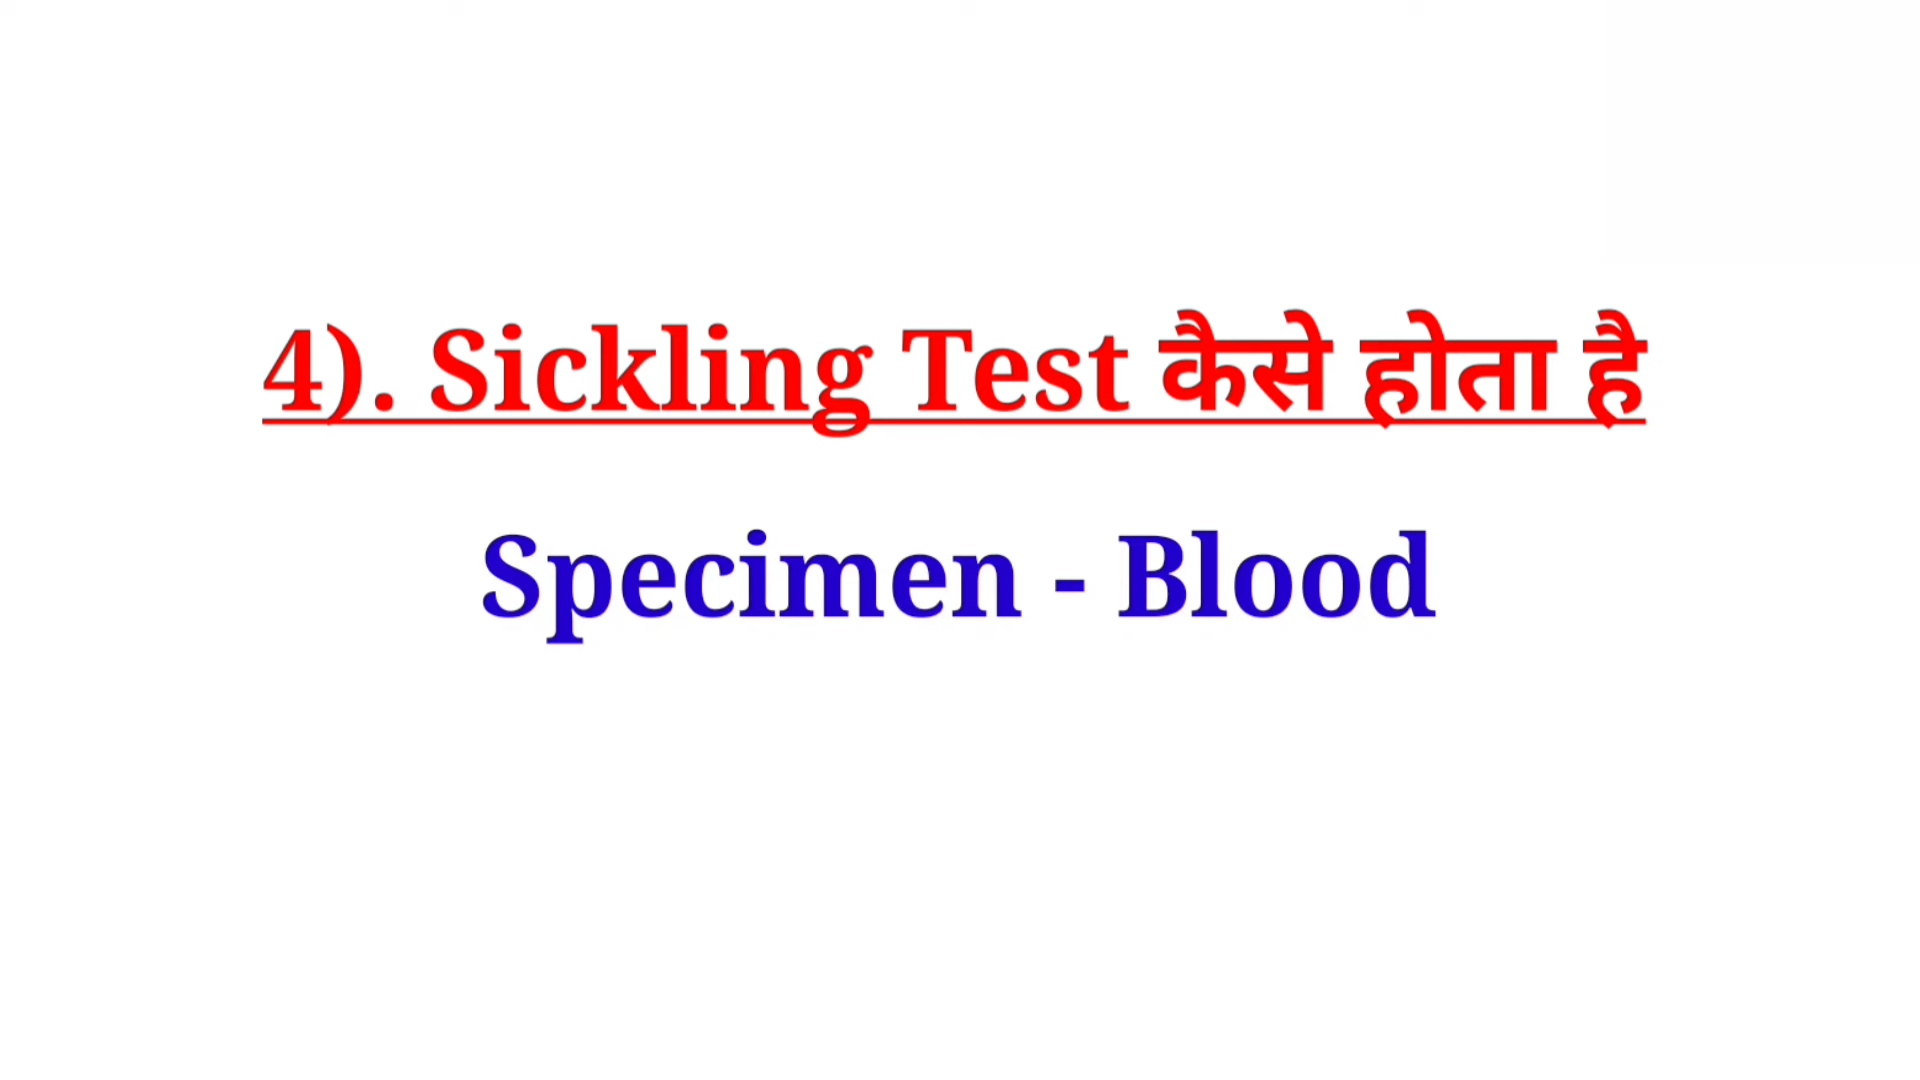 4). Sickling Test कैसे होता है
Specimen - Blood